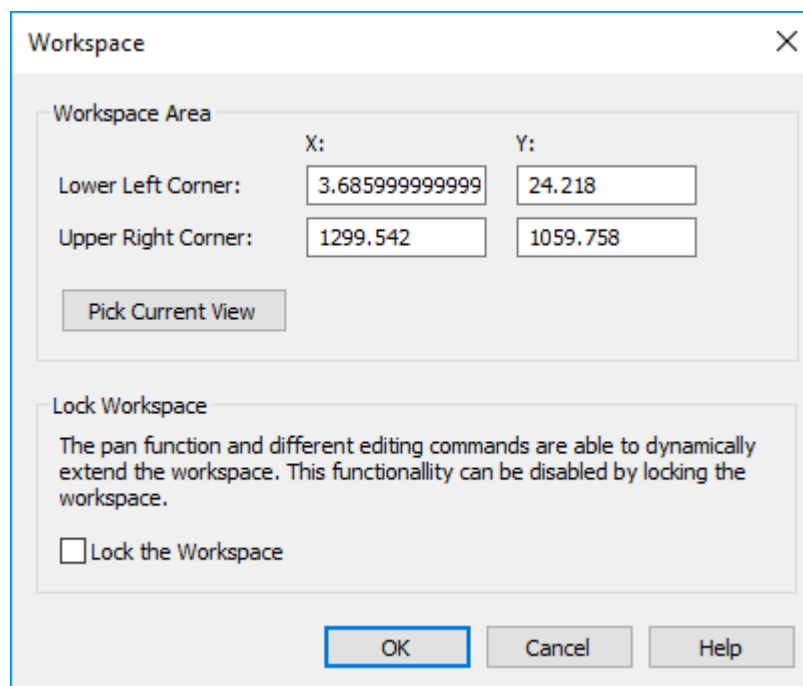 Workspace
Workspace Area
X: Y:
Lower Left Corner: 3.685999999999 24.218
Upper Right Corner: 1299.542 1059.758
Pick Current View
Lock Workspace
The pan function and different editing commands are able to dynamically
extend the workspace. This functionallity can be disabled by locking the
workspace.
Lock the Workspace
OK Cancel Help